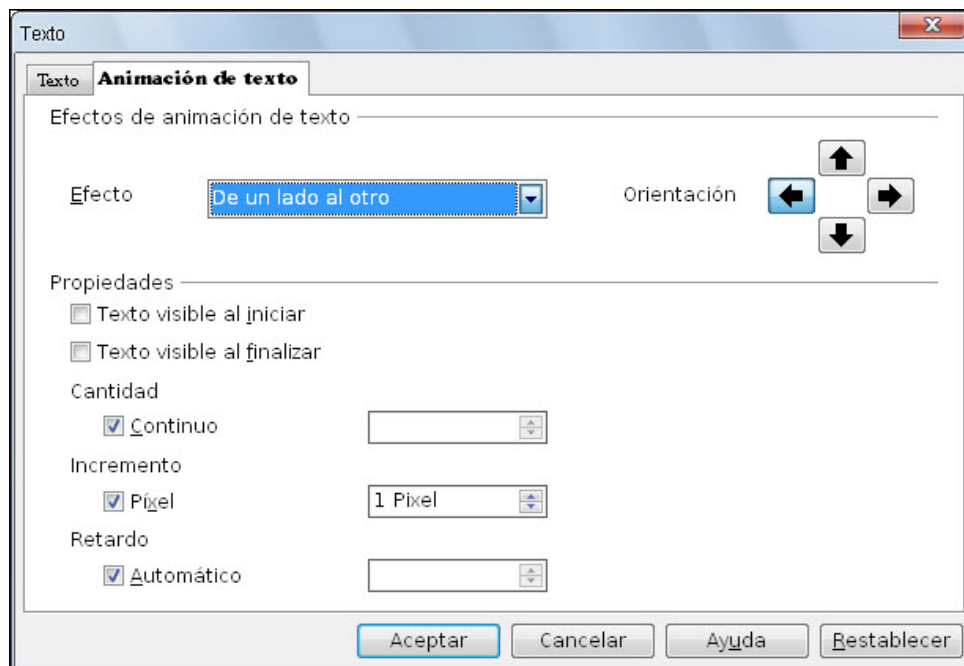 Texto
Texto Animación de texto
Efectos de animación de texto
Efecto De un lado al otro Orientación
Propiedades
Texto visible al iniciar
Texto visible al finalizar
Cantidad
Continuo
Incremento
Píxel 1 Pixel
Retardo
Automático
Aceptar Cancelar Ayuda Restablecer